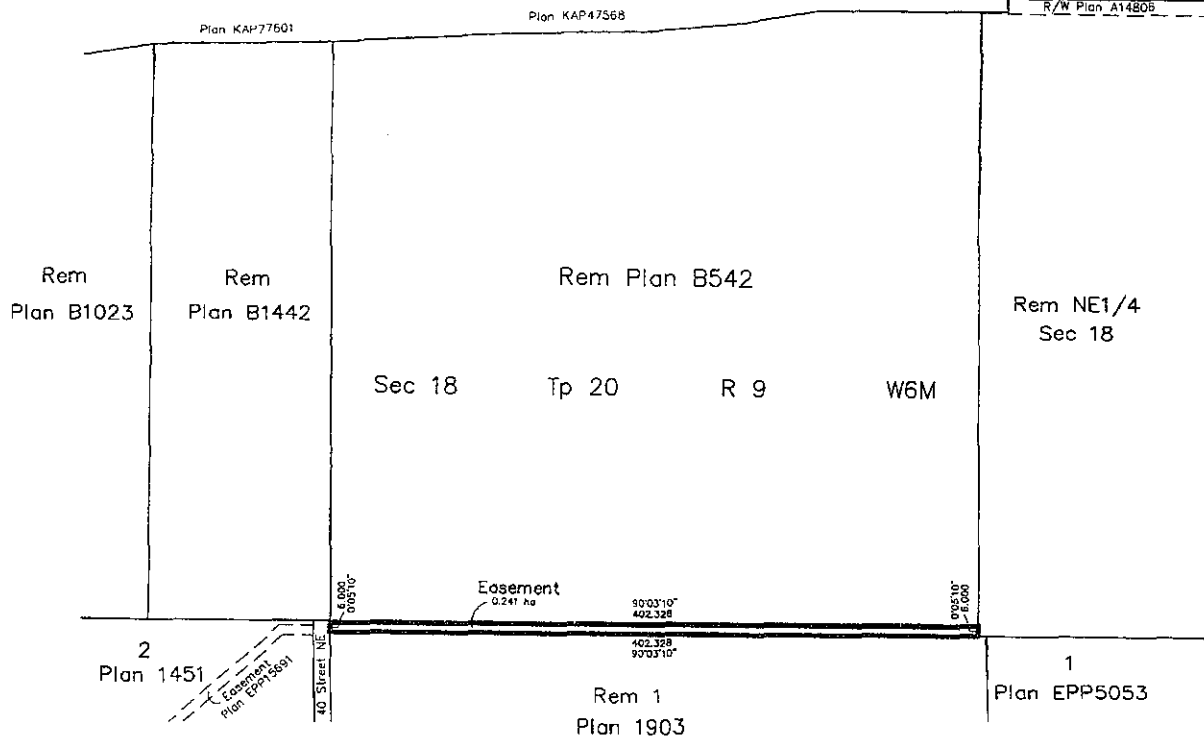 R/W Plan A14806
Plan KAP47568
Plan KAP77601
Rem
Plan B1023
Rem
Plan B1442
Rem Plan B542
Rem NE1/4
Sec 18
Sec 18 Tp 20 R 9 W6M
6.000
0°05'10"
Easement
0.241 ha
90°03'10"
402.328
0°05'10"
6.000
402.328
90°03'10"
2
Plan 1451
Easement
Plan EPP15691
40 Street NE
Rem 1
Plan 1903
1
Plan EPP5053